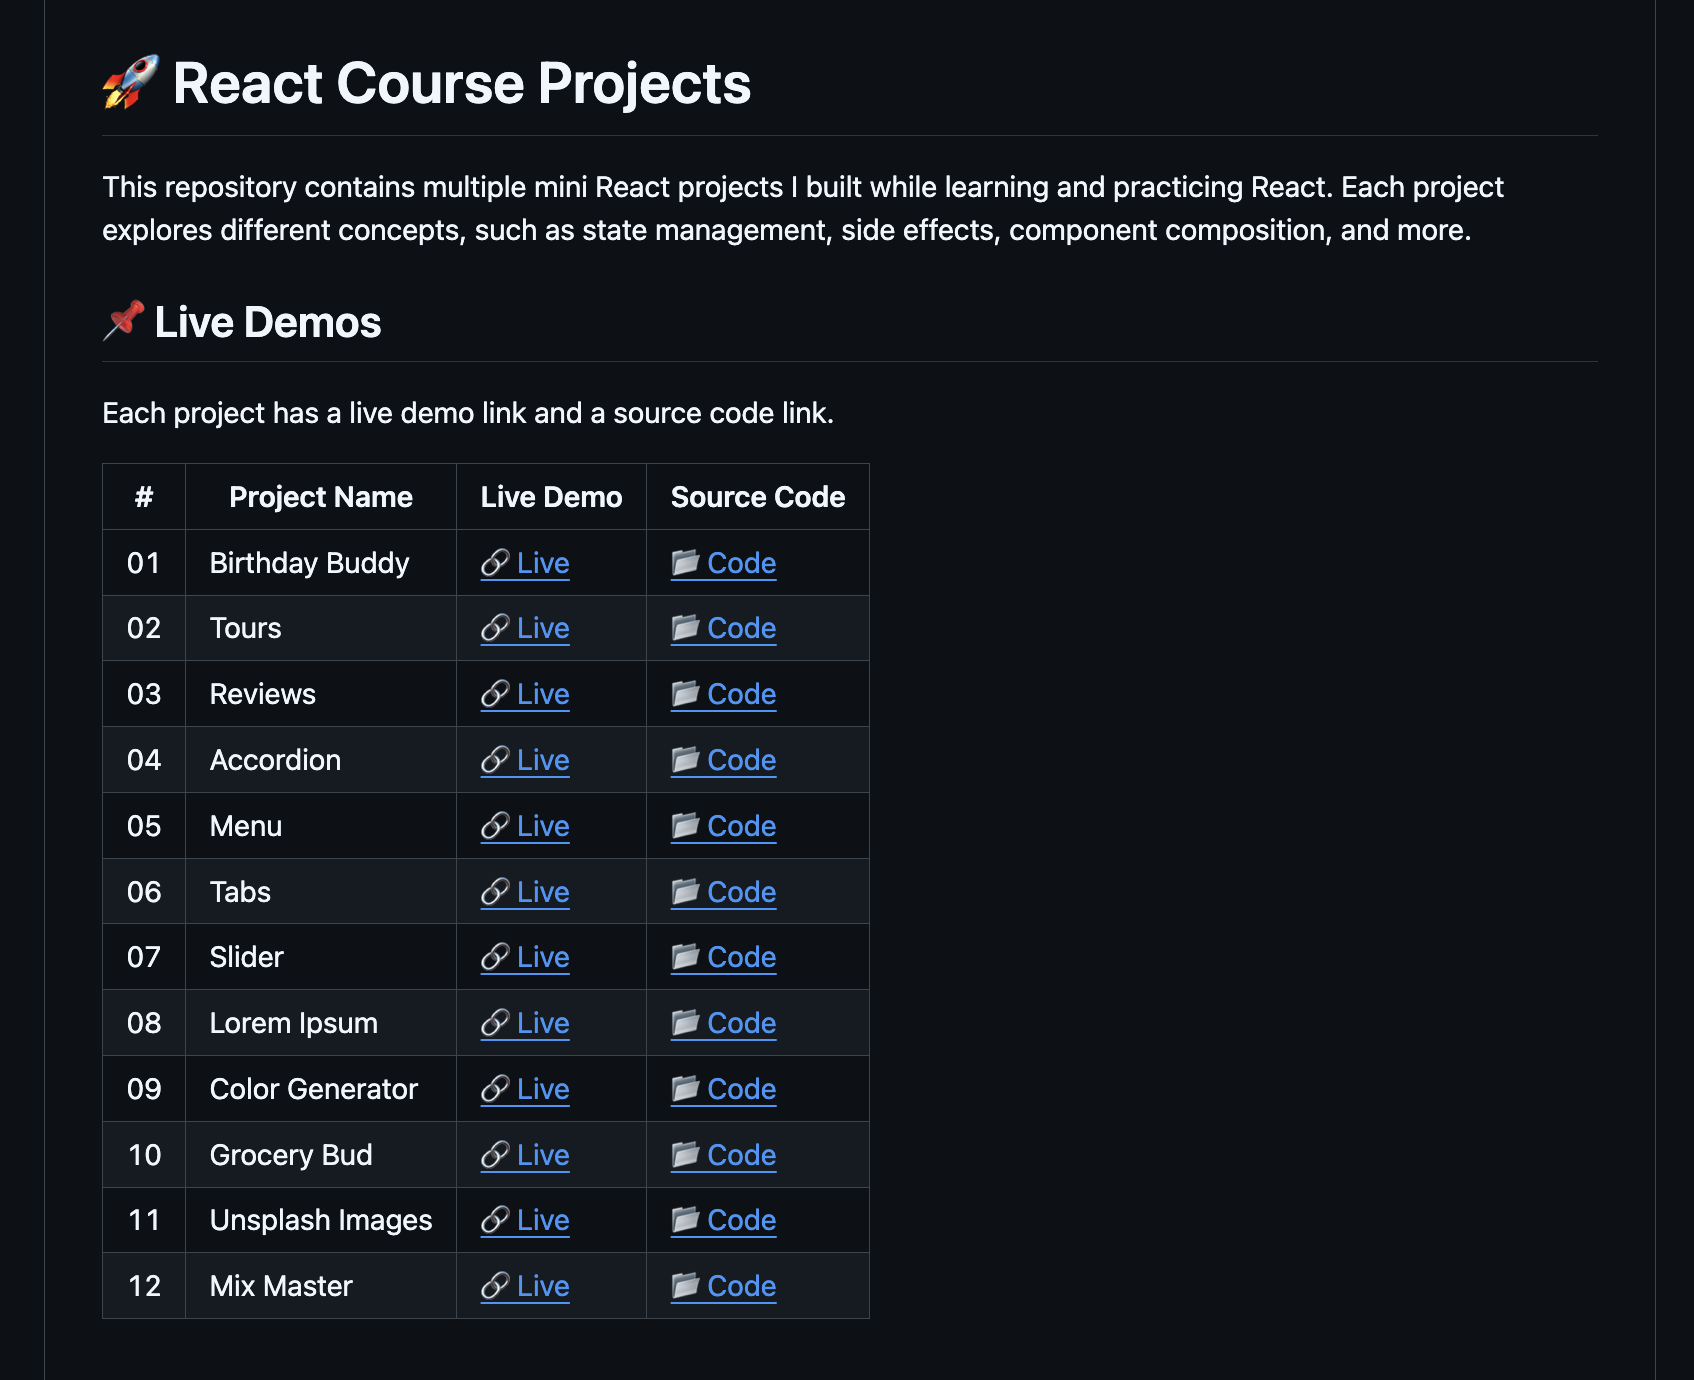 🚀 React Course Projects
This repository contains multiple mini React projects I built while learning and practicing React. Each project
explores different concepts, such as state management, side effects, component composition, and more.
📌 Live Demos
Each project has a live demo link and a source code link.
# Project Name Live Demo Source Code
01 Birthday Buddy 🔗 Live 📂 Code
02 Tours 🔗 Live 📂 Code
03 Reviews 🔗 Live 📂 Code
04 Accordion 🔗 Live 📂 Code
05 Menu 🔗 Live 📂 Code
06 Tabs 🔗 Live 📂 Code
07 Slider 🔗 Live 📂 Code
08 Lorem Ipsum 🔗 Live 📂 Code
09 Color Generator 🔗 Live 📂 Code
10 Grocery Bud 🔗 Live 📂 Code
11 Unsplash Images 🔗 Live 📂 Code
12 Mix Master 🔗 Live 📂 Code